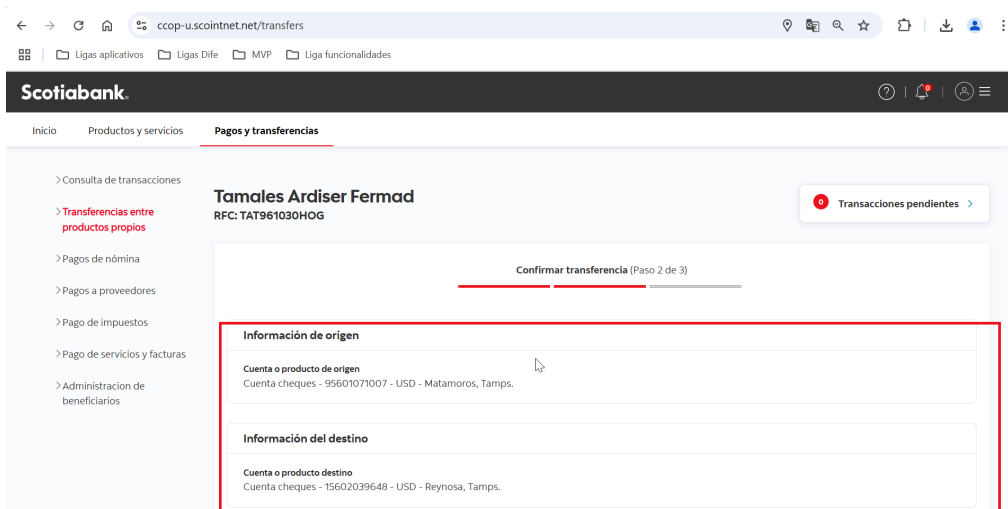 ccop-u.scointnet.net/transfers
Ligas aplicativos
Ligas Dife
MVP
Liga funcionalidades
Scotiabank.
Inicio
Productos y servicios
Pagos y transferencias
>Consulta de transacciones
>Transferencias entre
productos propios
>Pagos de nómina
>Pagos a proveedores
>Pago de impuestos
>Pago de servicios y facturas
>Administracion de
beneficiarios
Tamales Ardiser Fermad
RFC: TAT961030HOG
0 Transacciones pendientes >
Confirmar transferencia (Paso 2 de 3)
Información de origen
Cuenta o producto de origen
Cuenta cheques - 95601071007 - USD - Matamoros, Tamps.
Información del destino
Cuenta o producto destino
Cuenta cheques - 15602039648 - USD - Reynosa, Tamps.